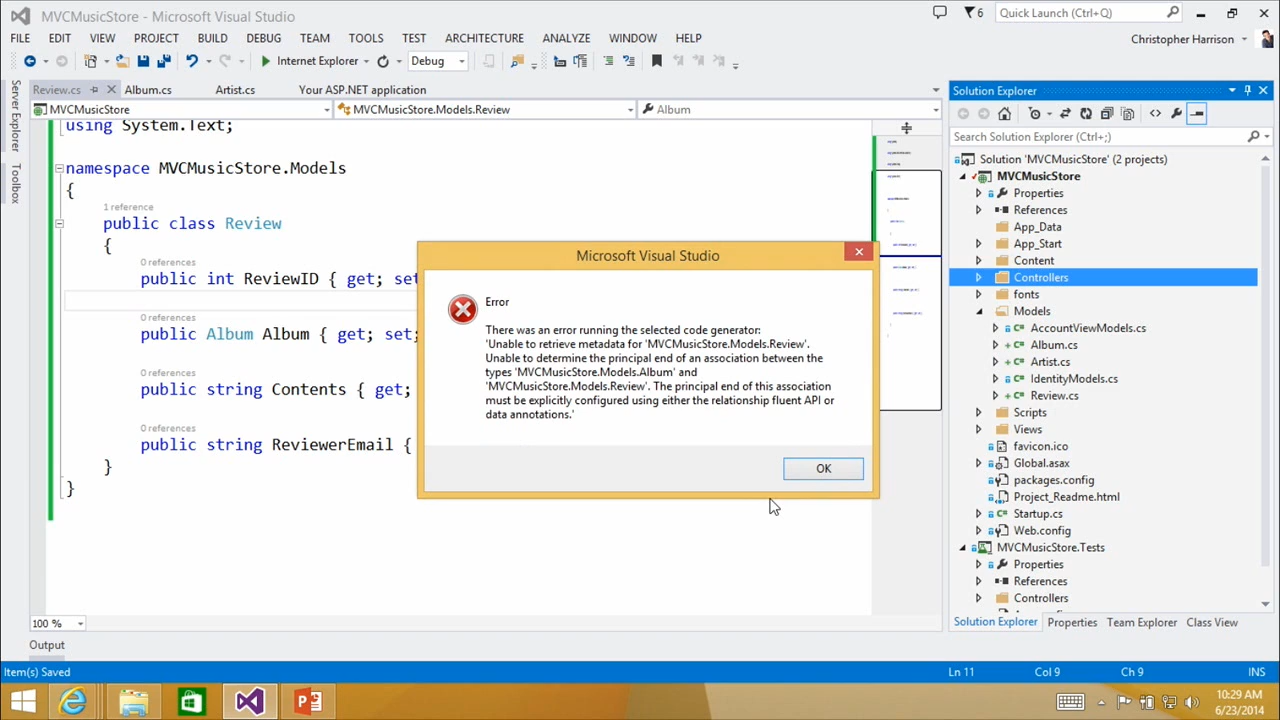 MVCMusicStore - Microsoft Visual Studio
6
Quick Launch (Ctrl+Q)
FILE EDIT VIEW PROJECT BUILD DEBUG TEAM TOOLS TEST ARCHITECTURE ANALYZE WINDOW HELP
Christopher Harrison
Internet Explorer
Debug
Server Explorer
Toolbox
Review.cs
Album.cs
Artist.cs
Your ASP.NET application
MVCMusicStore
MVCMusicStore.Models.Review
Album
using System.Text;
namespace MVCMusicStore.Models
{
1 reference
public class Review
{
0 references
public int ReviewID { get; set
0 references
public Album Album { get; set;
0 references
public string Contents { get;
0 references
public string ReviewerEmail {
}
}
100 %
Microsoft Visual Studio
Error
There was an error running the selected code generator:
'Unable to retrieve metadata for 'MVCMusicStore.Models.Review'.
Unable to determine the principal end of an association between the
types 'MVCMusicStore.Models.Album' and
'MVCMusicStore.Models.Review'. The principal end of this association
must be explicitly configured using either the relationship fluent API or
data annotations.'
OK
Solution Explorer
Search Solution Explorer (Ctrl+;)
Solution 'MVCMusicStore' (2 projects)
MVCMusicStore
Properties
References
App_Data
App_Start
Content
Controllers
fonts
Models
AccountViewModels.cs
Album.cs
Artist.cs
IdentityModels.cs
Review.cs
Scripts
Views
favicon.ico
Global.asax
packages.config
Project_Readme.html
Startup.cs
Web.config
MVCMusicStore.Tests
Properties
References
Controllers
Solution Explorer Properties Team Explorer Class View
Output
Item(s) Saved
Ln 11 Col 9 Ch 9 INS
10:29 AM
6/23/2014